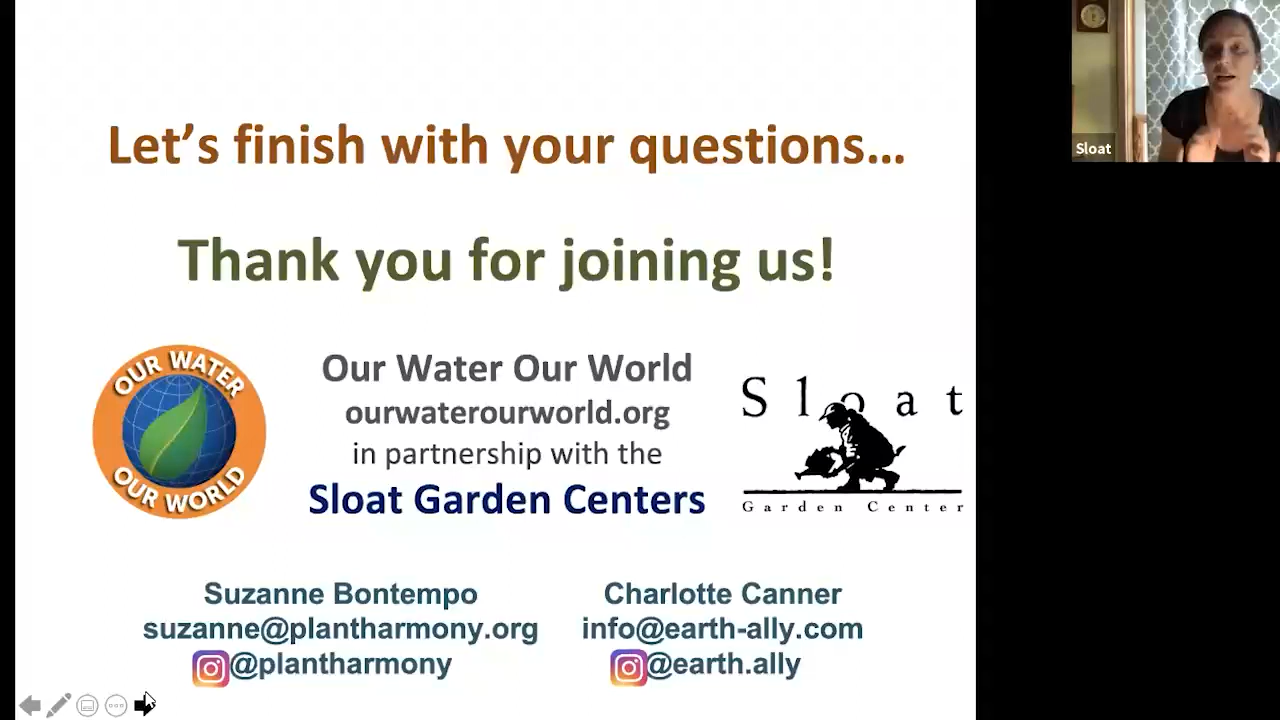 Let's finish with your questions...
Thank you for joining us!
OUR WATER
OUR WORLD
Our Water Our World
ourwaterourworld.org
in partnership with the
Sloat Garden Centers
Sloat
Garden Center
Suzanne Bontempo
suzanne@plantharmony.org
@plantharmony
Charlotte Canner
info@earth-ally.com
@earth.ally
Sloat